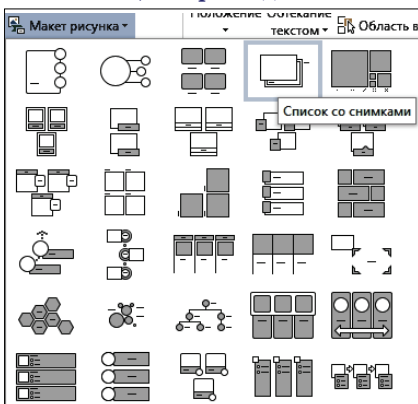 Макет рисунка
Положение Обтекание
текстом
Область в
Список со снимками